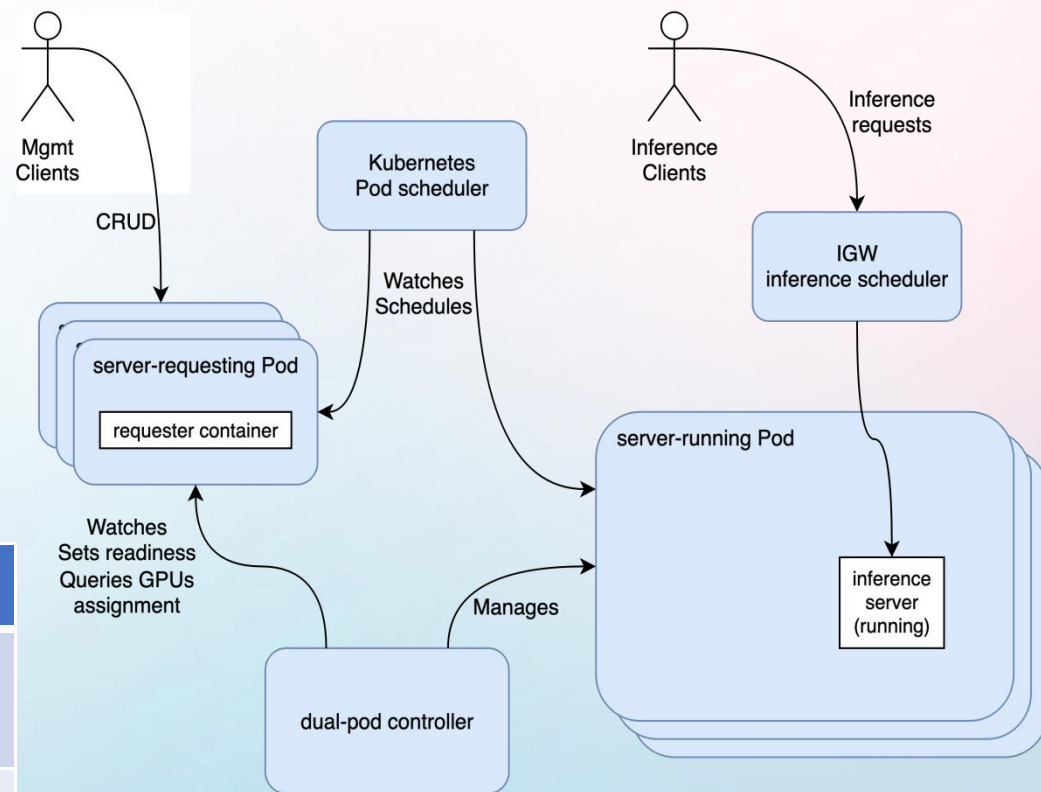 Mgmt
Clients
CRUD
Kubernetes
Pod scheduler
Inference
Clients
Inference
requests
IGW
inference scheduler
Watches
Schedules
server-requesting Pod
requester container
server-running Pod
inference
server
(running)
Watches
Sets readiness
Queries GPUs
assignment
Manages
dual-pod controller